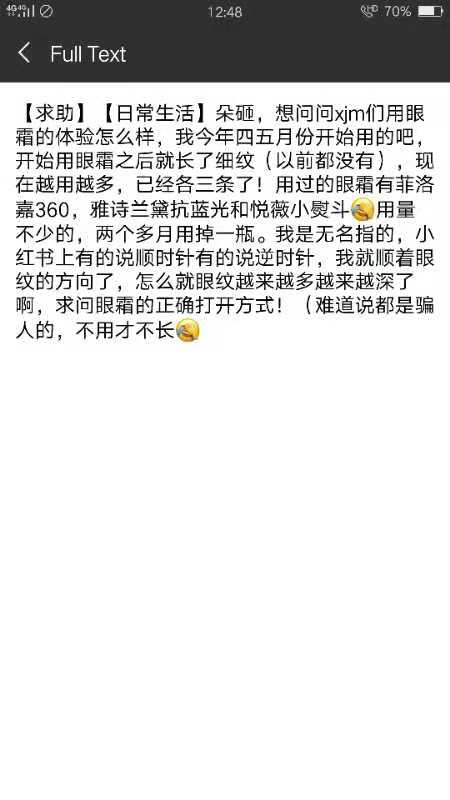 4G 4G
12:48
HD 70%
Full Text
【求助】【日常生活】朵砸，想问问xjm们用眼
霜的体验怎么样，我今年四五月份开始用的吧，
开始用眼霜之后就长了细纹（以前都没有），现
在越用越多，已经各三条了！用过的眼霜有菲洛
嘉360，雅诗兰黛抗蓝光和悦薇小熨斗🤣用量
不少的，两个多月用掉一瓶。我是无名指的，小
红书上有的说顺时针有的说逆时针，我就顺着眼
纹的方向了，怎么就眼纹越来越多越来越深了
啊，求问眼霜的正确打开方式！（难道说都是骗
人的，不用才不长🤣